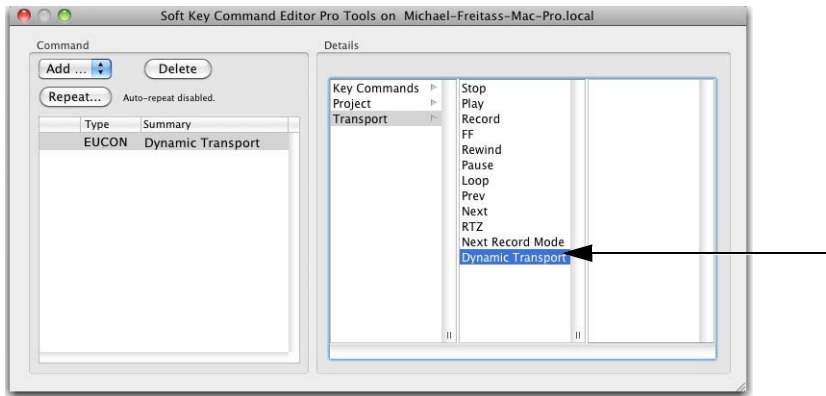 Soft Key Command Editor Pro Tools on Michael-Freitass-Mac-Pro.local
Command
Add ...
Delete
Repeat...
Auto-repeat disabled.
Type Summary
EUCON Dynamic Transport
Details
Key Commands
Project
Transport
Stop
Play
Record
FF
Rewind
Pause
Loop
Prev
Next
RTZ
Next Record Mode
Dynamic Transport